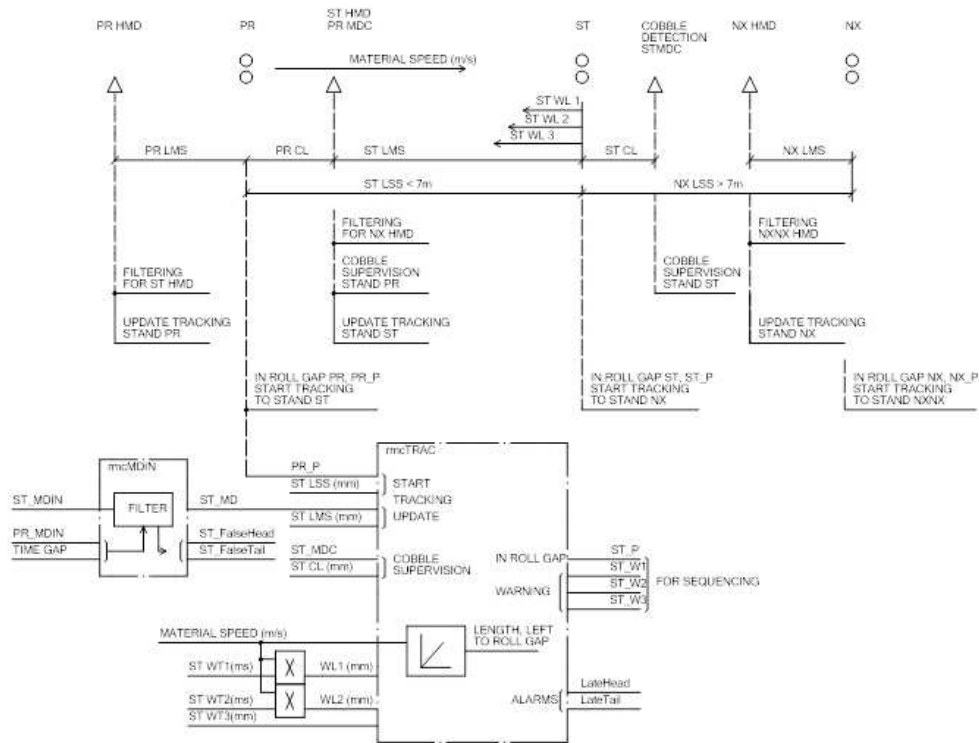 PR HMD
PR
ST HMD
PR MDC
ST
COBBLE
DETECTION
STMDC
NX HMD
NX
MATERIAL SPEED (m/s)
ST WL 1
ST WL 2
ST WL 3
PR LMS
PR CL
ST LMS
ST CL
NX LMS
ST LSS < 7m
NX LSS > 7m
FILTERING
FOR NX HMD
FILTERING
NXNX HMD
FILTERING
FOR ST HMD
COBBLE
SUPERVISION
STAND PR
COBBLE
SUPERVISION
STAND ST
UPDATE TRACKING
STAND PR
UPDATE TRACKING
STAND ST
UPDATE TRACKING
STAND NX
IN ROLL GAP PR, PR_P
START TRACKING
TO STAND ST
IN ROLL GAP ST, ST_P
START TRACKING
TO STAND NX
IN ROLL GAP NX, NX_P
START TRACKING
TO STAND NXNX
rmcMDIN
ST_MDIN
FILTER
ST_MD
PR_MDIN
TIME GAP
ST_FalseHead
ST_FalseTail
rmcTRAC
PR_P
ST LSS (mm)
START
TRACKING
UPDATE
ST LMS (mm)
ST_MDC
ST CL (mm)
COBBLE
SUPERVISION
IN ROLL GAP
ST_P
ST_W1
WARNING
ST_W2
ST_W3
FOR SEQUENCING
MATERIAL SPEED (m/s)
LENGTH, LEFT
TO ROLL GAP
ST WT1(ms)
X
WL1 (mm)
ST WT2(ms)
X
WL2 (mm)
ST WT3(mm)
ALARMS
LateHead
LateTail